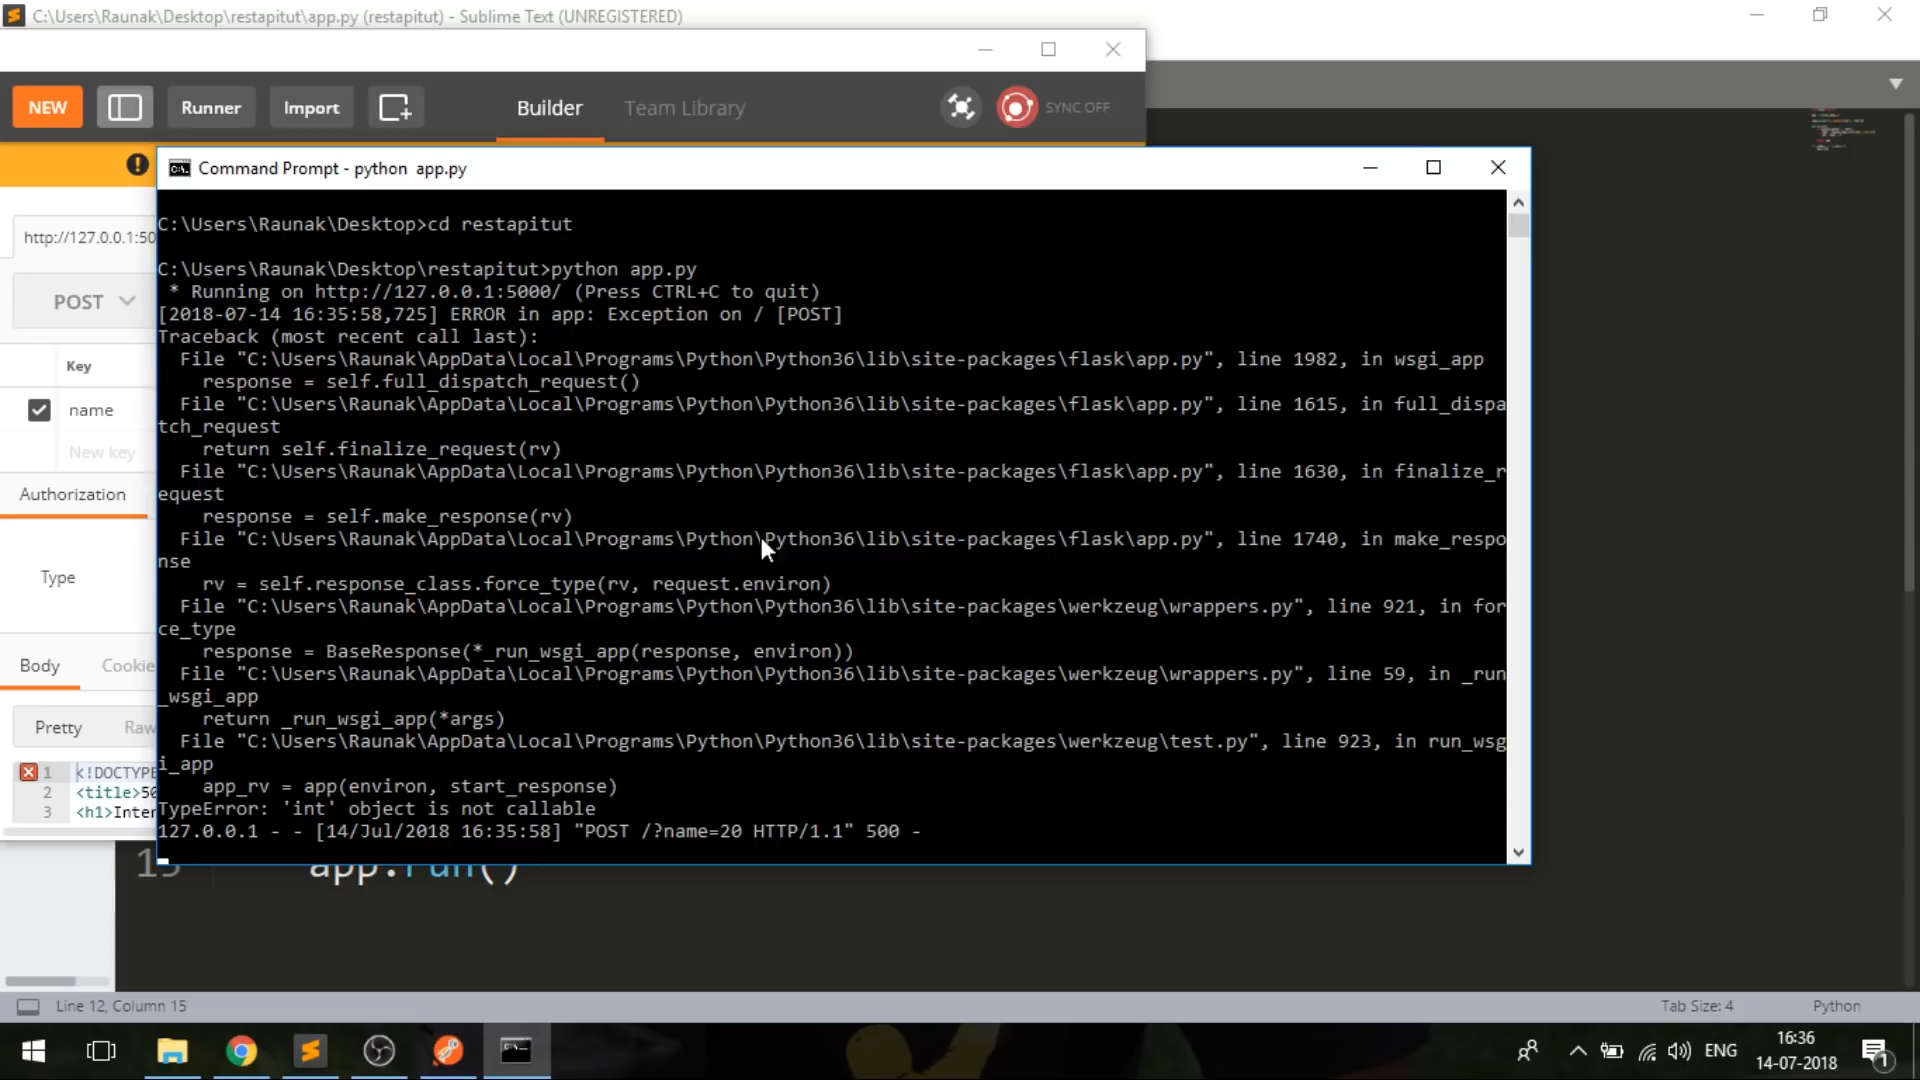 C:\Users\Raunak\Desktop\restapitut\app.py (restapitut) - Sublime Text (UNREGISTERED)
NEW
Runner
Import
Builder
Team Library
SYNC OFF
Command Prompt - python  app.py
http://127.0.0.1:50
POST
Key
name
New key
Authorization
Type
Body
Cookie
Pretty
Raw
1 <!DOCTYPE
2 <title>50
3 <h1>Inter
C:\Users\Raunak\Desktop>cd restapitut
C:\Users\Raunak\Desktop\restapitut>python app.py
 * Running on http://127.0.0.1:5000/ (Press CTRL+C to quit)
[2018-07-14 16:35:58,725] ERROR in app: Exception on / [POST]
Traceback (most recent call last):
  File "C:\Users\Raunak\AppData\Local\Programs\Python\Python36\lib\site-packages\flask\app.py", line 1982, in wsgi_app
    response = self.full_dispatch_request()
  File "C:\Users\Raunak\AppData\Local\Programs\Python\Python36\lib\site-packages\flask\app.py", line 1615, in full_dispa
tch_request
    return self.finalize_request(rv)
  File "C:\Users\Raunak\AppData\Local\Programs\Python\Python36\lib\site-packages\flask\app.py", line 1630, in finalize_r
equest
    response = self.make_response(rv)
  File "C:\Users\Raunak\AppData\Local\Programs\Python\Python36\lib\site-packages\flask\app.py", line 1740, in make_respo
nse
    rv = self.response_class.force_type(rv, request.environ)
  File "C:\Users\Raunak\AppData\Local\Programs\Python\Python36\lib\site-packages\werkzeug\wrappers.py", line 921, in for
ce_type
    response = BaseResponse(*_run_wsgi_app(response, environ))
  File "C:\Users\Raunak\AppData\Local\Programs\Python\Python36\lib\site-packages\werkzeug\wrappers.py", line 59, in _run
_wsgi_app
    return _run_wsgi_app(*args)
  File "C:\Users\Raunak\AppData\Local\Programs\Python\Python36\lib\site-packages\werkzeug\test.py", line 923, in run_wsg
i_app
    app_rv = app(environ, start_response)
TypeError: 'int' object is not callable
127.0.0.1 - - [14/Jul/2018 16:35:58] "POST /?name=20 HTTP/1.1" 500 -
15 app.run()
Line 12, Column 15
Tab Size: 4
Python
ENG
16:36
14-07-2018
1